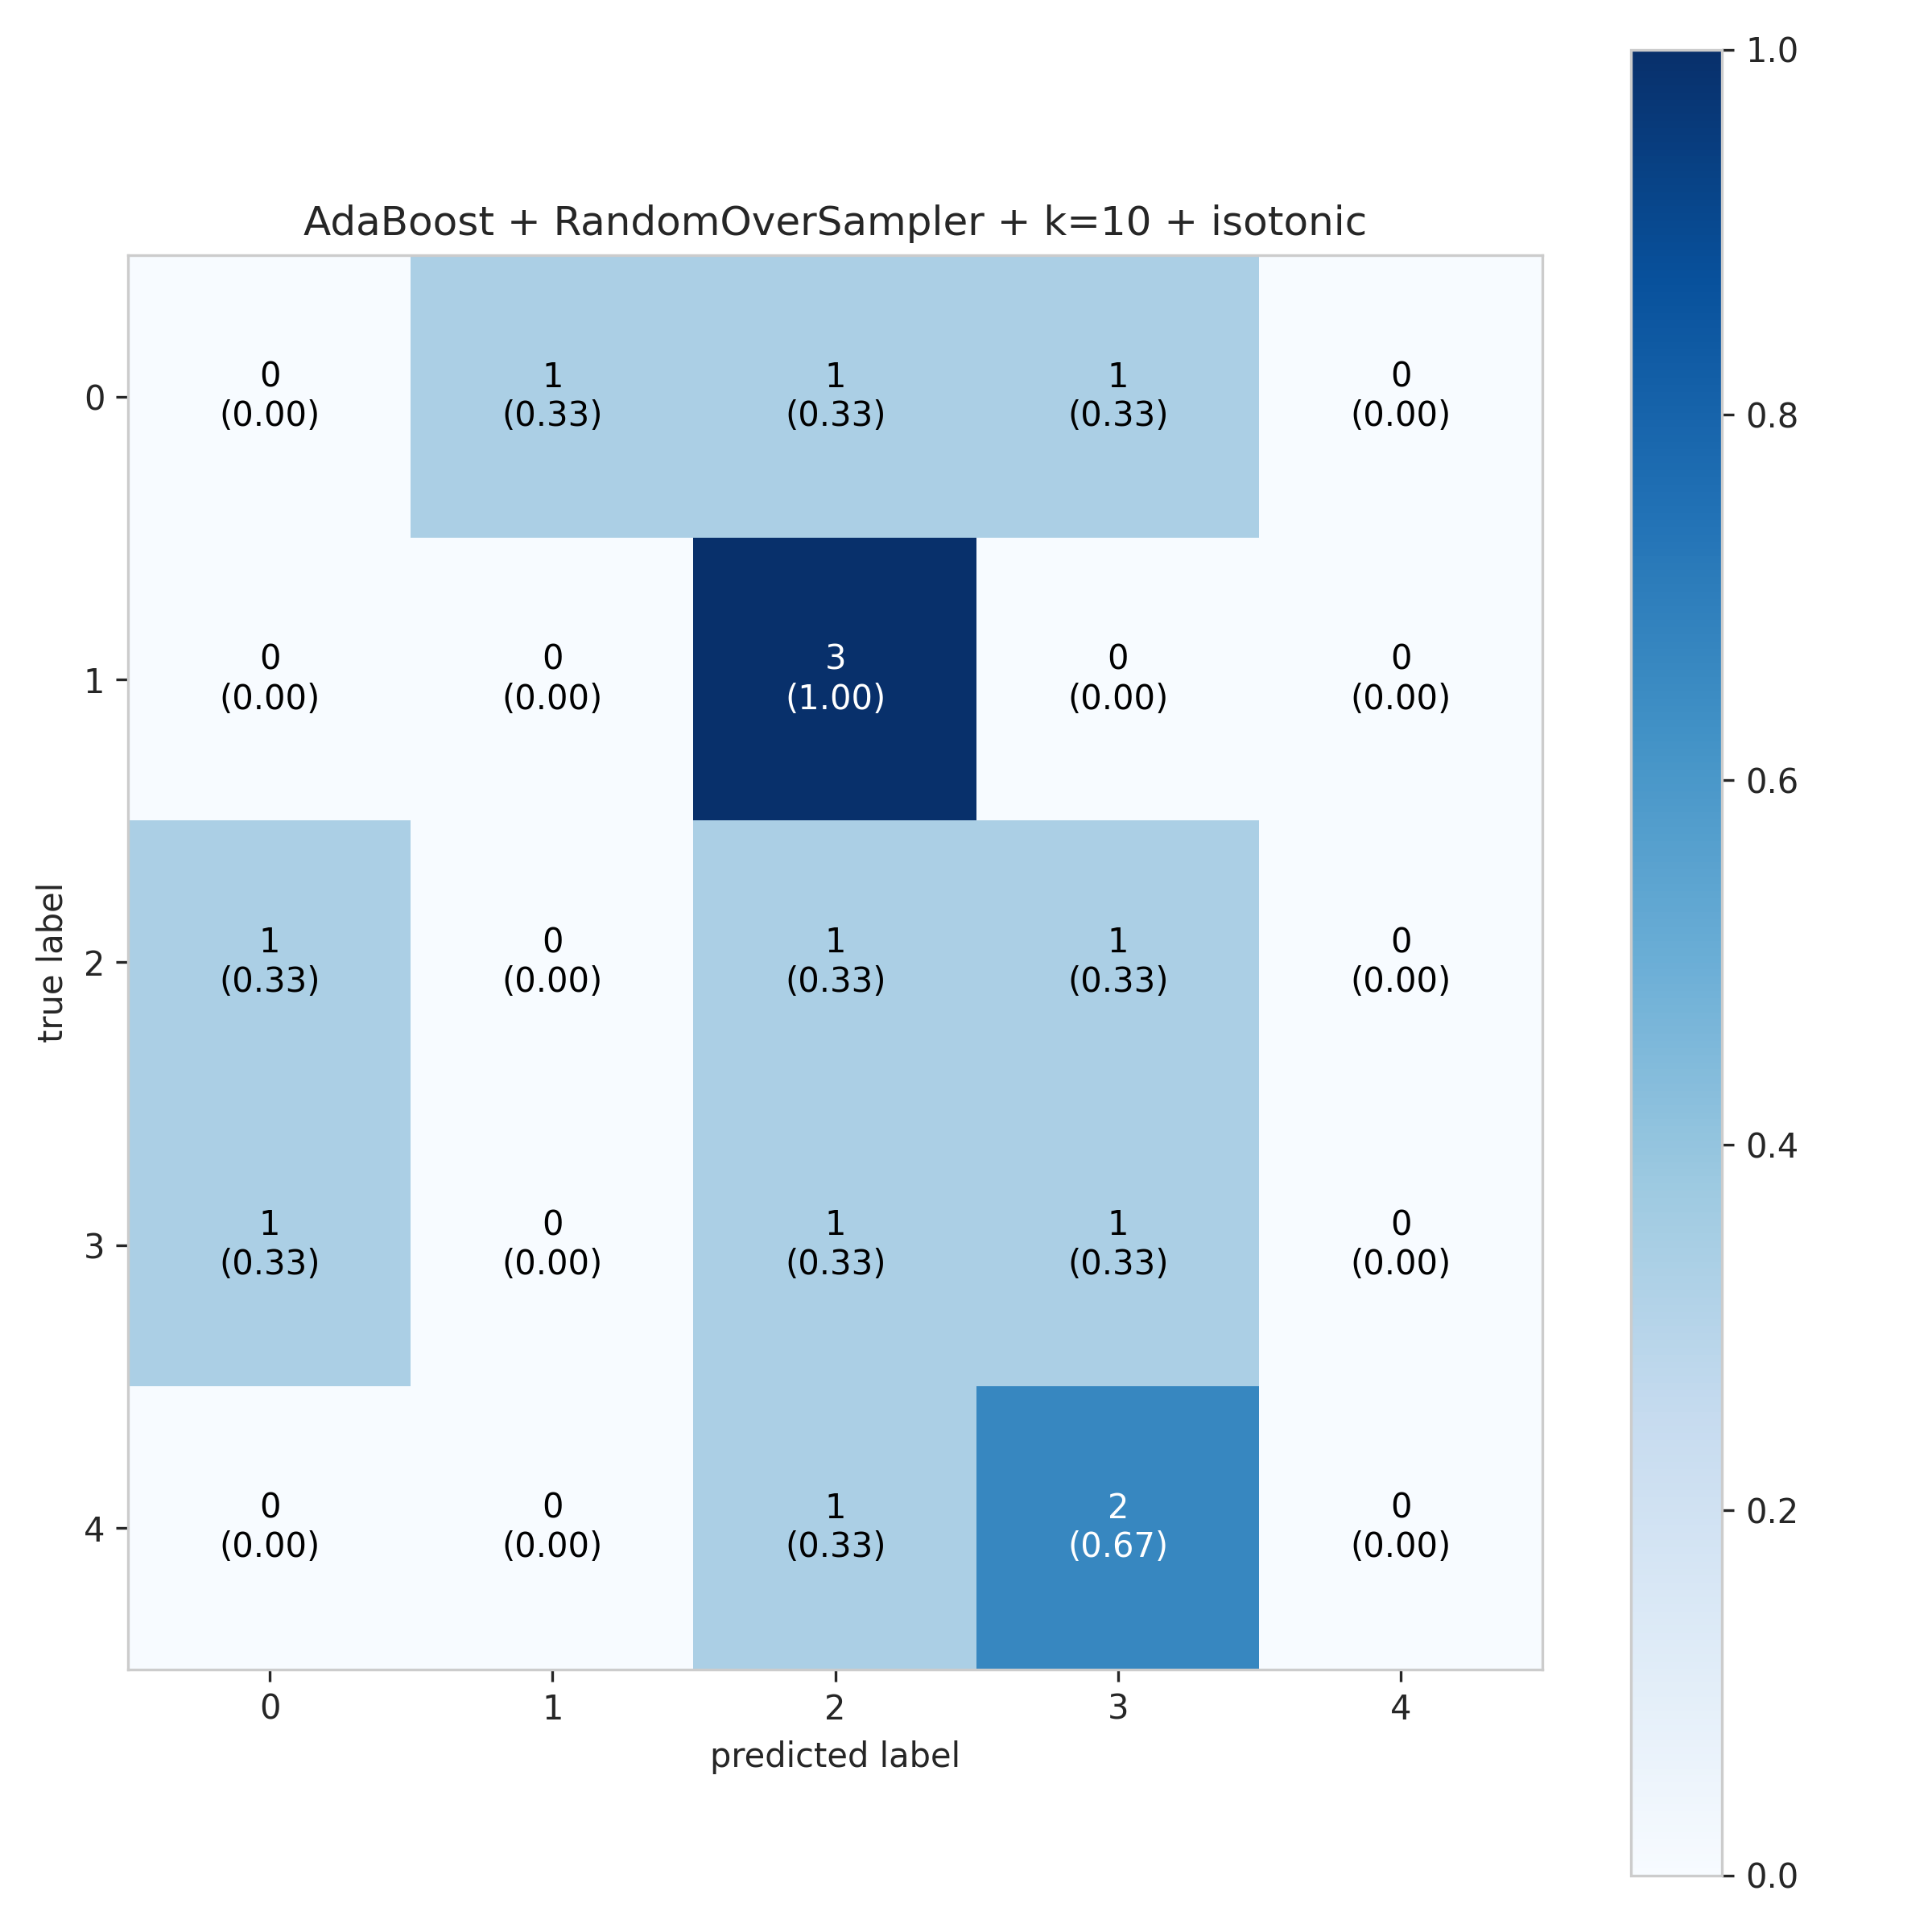 AdaBoost + RandomOverSampler + k=10 + isotonic
1.0
0.8
0.6
0.4
0.2
0.0
true label
0
0 1 1 1 0
(0.00) (0.33) (0.33) (0.33) (0.00)
1
0 0 3 0 0
(0.00) (0.00) (1.00) (0.00) (0.00)
2
1 0 1 1 0
(0.33) (0.00) (0.33) (0.33) (0.00)
3
1 0 1 1 0
(0.33) (0.00) (0.33) (0.33) (0.00)
4
0 0 1 2 0
(0.00) (0.00) (0.33) (0.67) (0.00)
0 1 2 3 4
predicted label